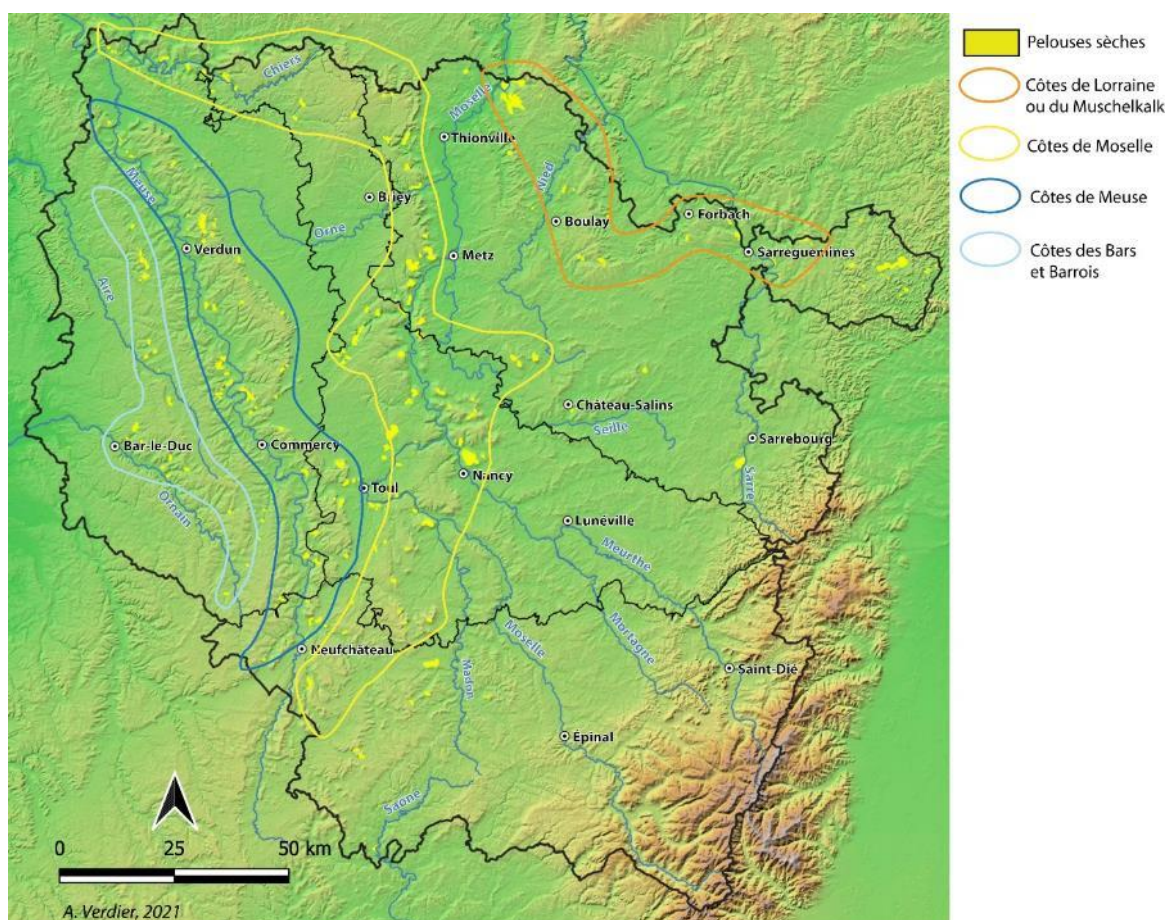 Chiers
Moselle
Thionville
Nied
Meuse
Briey
Orne
Boulay
Forbach
Verdun
Metz
Sarreguemines
Aire
Château-Salins
Seille
Bar-le-Duc
Commercy
Sarrebourg
Toul
Nancy
Sarre
Ornain
Lunéville
Meurthe
Neufchâteau
Moselle
Mortagne
Madon
Saint-Dié
Épinal
Saône
0 25 50 km
A. Verdier, 2021
Pelouses sèches
Côtes de Lorraine
ou du Muschelkalk
Côtes de Moselle
Côtes de Meuse
Côtes des Bars
et Barrois